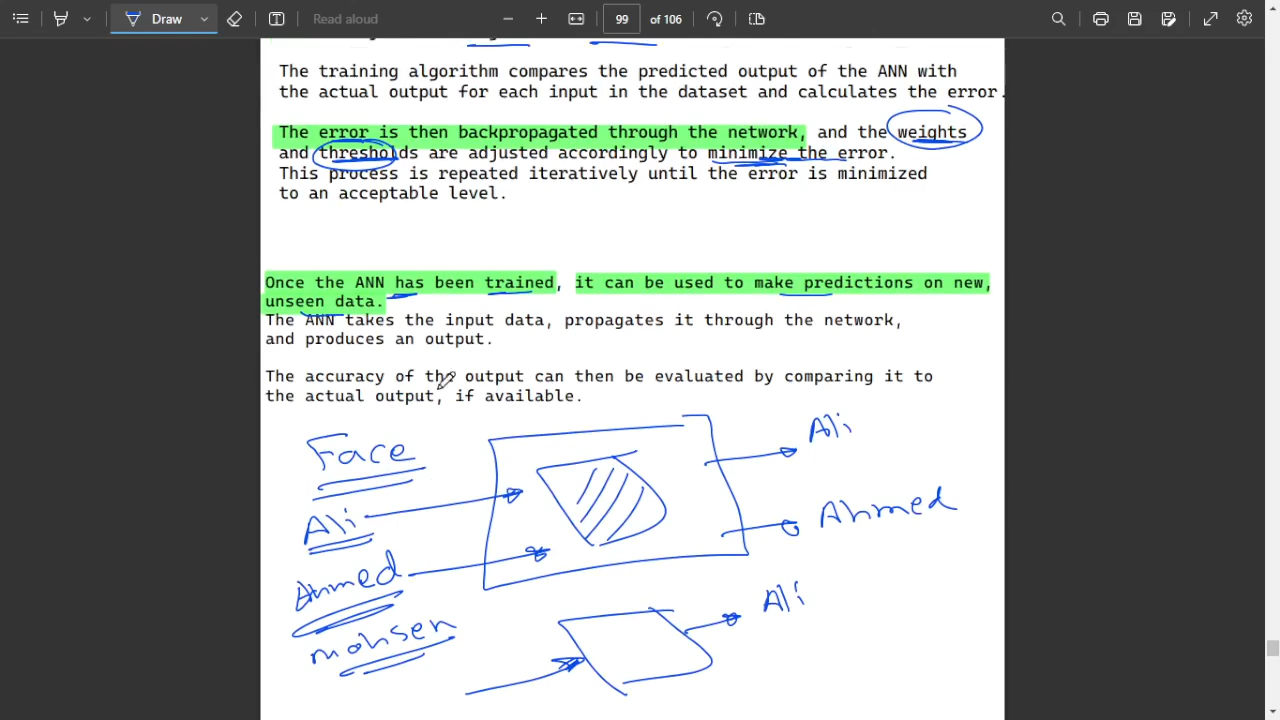 Draw
Read aloud
99 of 106
The training algorithm compares the predicted output of the ANN with
the actual output for each input in the dataset and calculates the error.
The error is then backpropagated through the network, and the weights
and thresholds are adjusted accordingly to minimize the error.
This process is repeated iteratively until the error is minimized
to an acceptable level.
Once the ANN has been trained, it can be used to make predictions on new,
unseen data.
The ANN takes the input data, propagates it through the network,
and produces an output.
The accuracy of the output can then be evaluated by comparing it to
the actual output, if available.
Face
Ali
Ali
Ahmed
Ahmed
Ali
mohsen